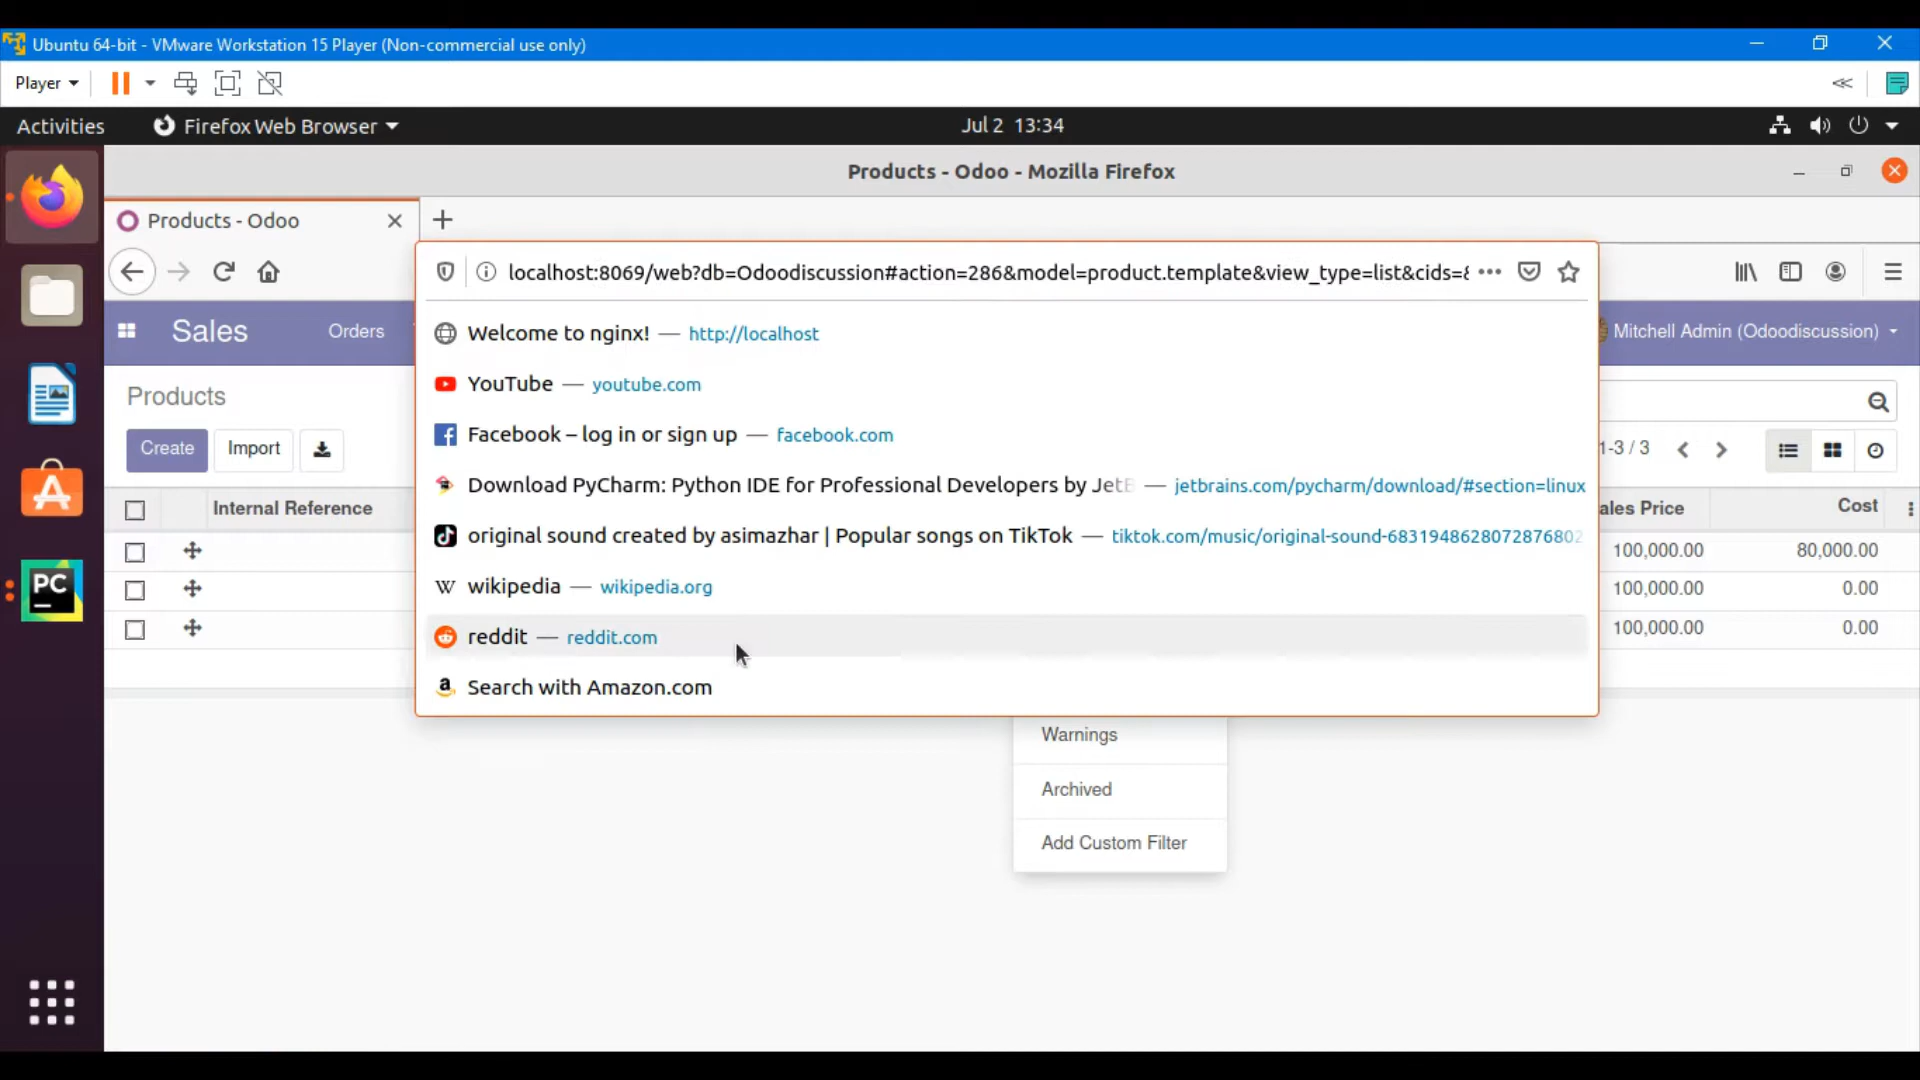 Ubuntu 64-bit - VMware Workstation 15 Player (Non-commercial use only)
Player
Activities
Firefox Web Browser
Jul 2 13:34
Products - Odoo - Mozilla Firefox
Products - Odoo
localhost:8069/web?db=Odoodiscussion#action=286&model=product.template&view_type=list&cids=&
Sales
Orders
Mitchell Admin (Odoodiscussion)
Welcome to nginx! — http://localhost
YouTube — youtube.com
Facebook – log in or sign up — facebook.com
Download PyCharm: Python IDE for Professional Developers by JetB — jetbrains.com/pycharm/download/#section=linux
original sound created by asimazhar | Popular songs on TikTok — tiktok.com/music/original-sound-6831948628072876802
W wikipedia — wikipedia.org
reddit — reddit.com
a Search with Amazon.com
Products
Create
Import
1-3 / 3
Internal Reference
ales Price
Cost
100,000.00
80,000.00
100,000.00
0.00
100,000.00
0.00
Warnings
Archived
Add Custom Filter
PC